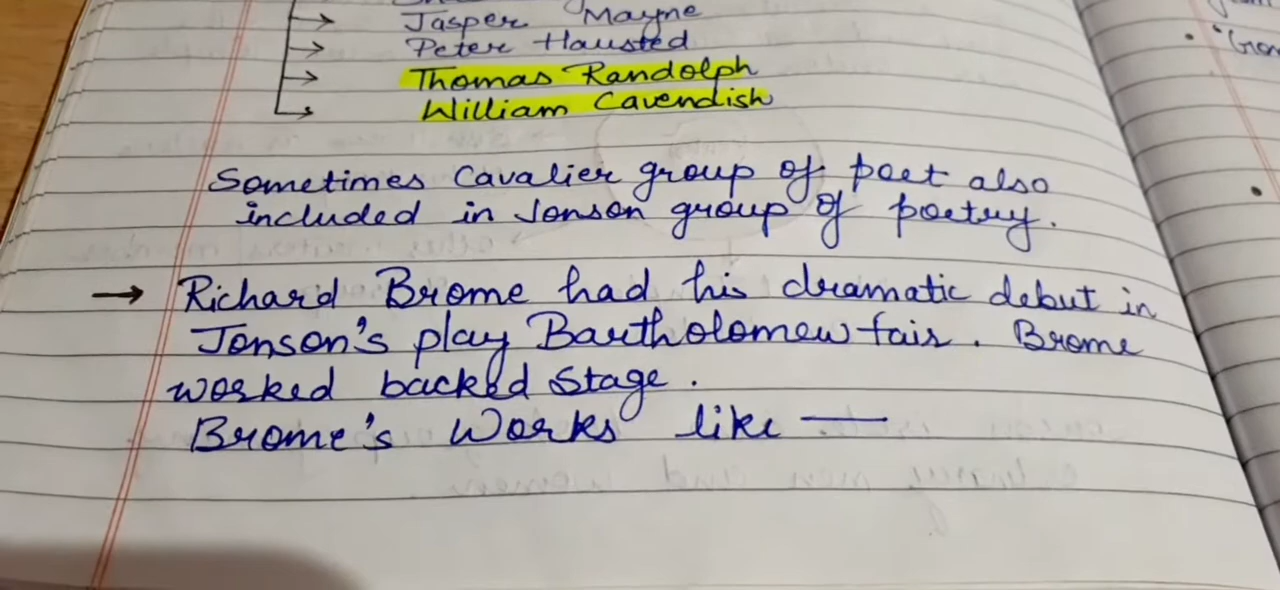 Jasper Mayne
Peter Hausted
Thomas Randolph
William Cavendish
Sometimes Cavalier group of poet also
included in Jonson group of poetry.
→ Richard Brome had his dramatic debut in
Jonson's play Bartholomew fair. Brome
worked backed stage.
Brome's Works like —